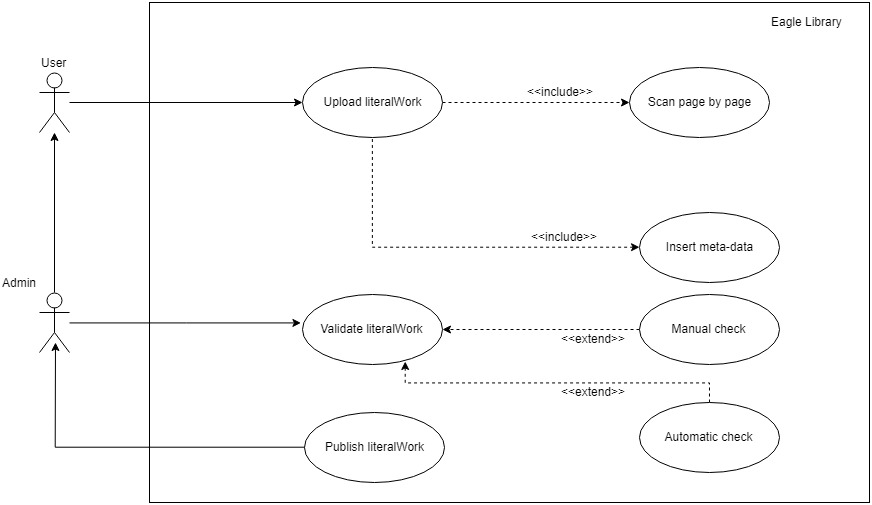 Eagle Library
User
Upload literalWork
<<include>>
Scan page by page
<<include>>
Insert meta-data
Admin
Validate literalWork
<<extend>>
Manual check
<<extend>>
Automatic check
Publish literalWork